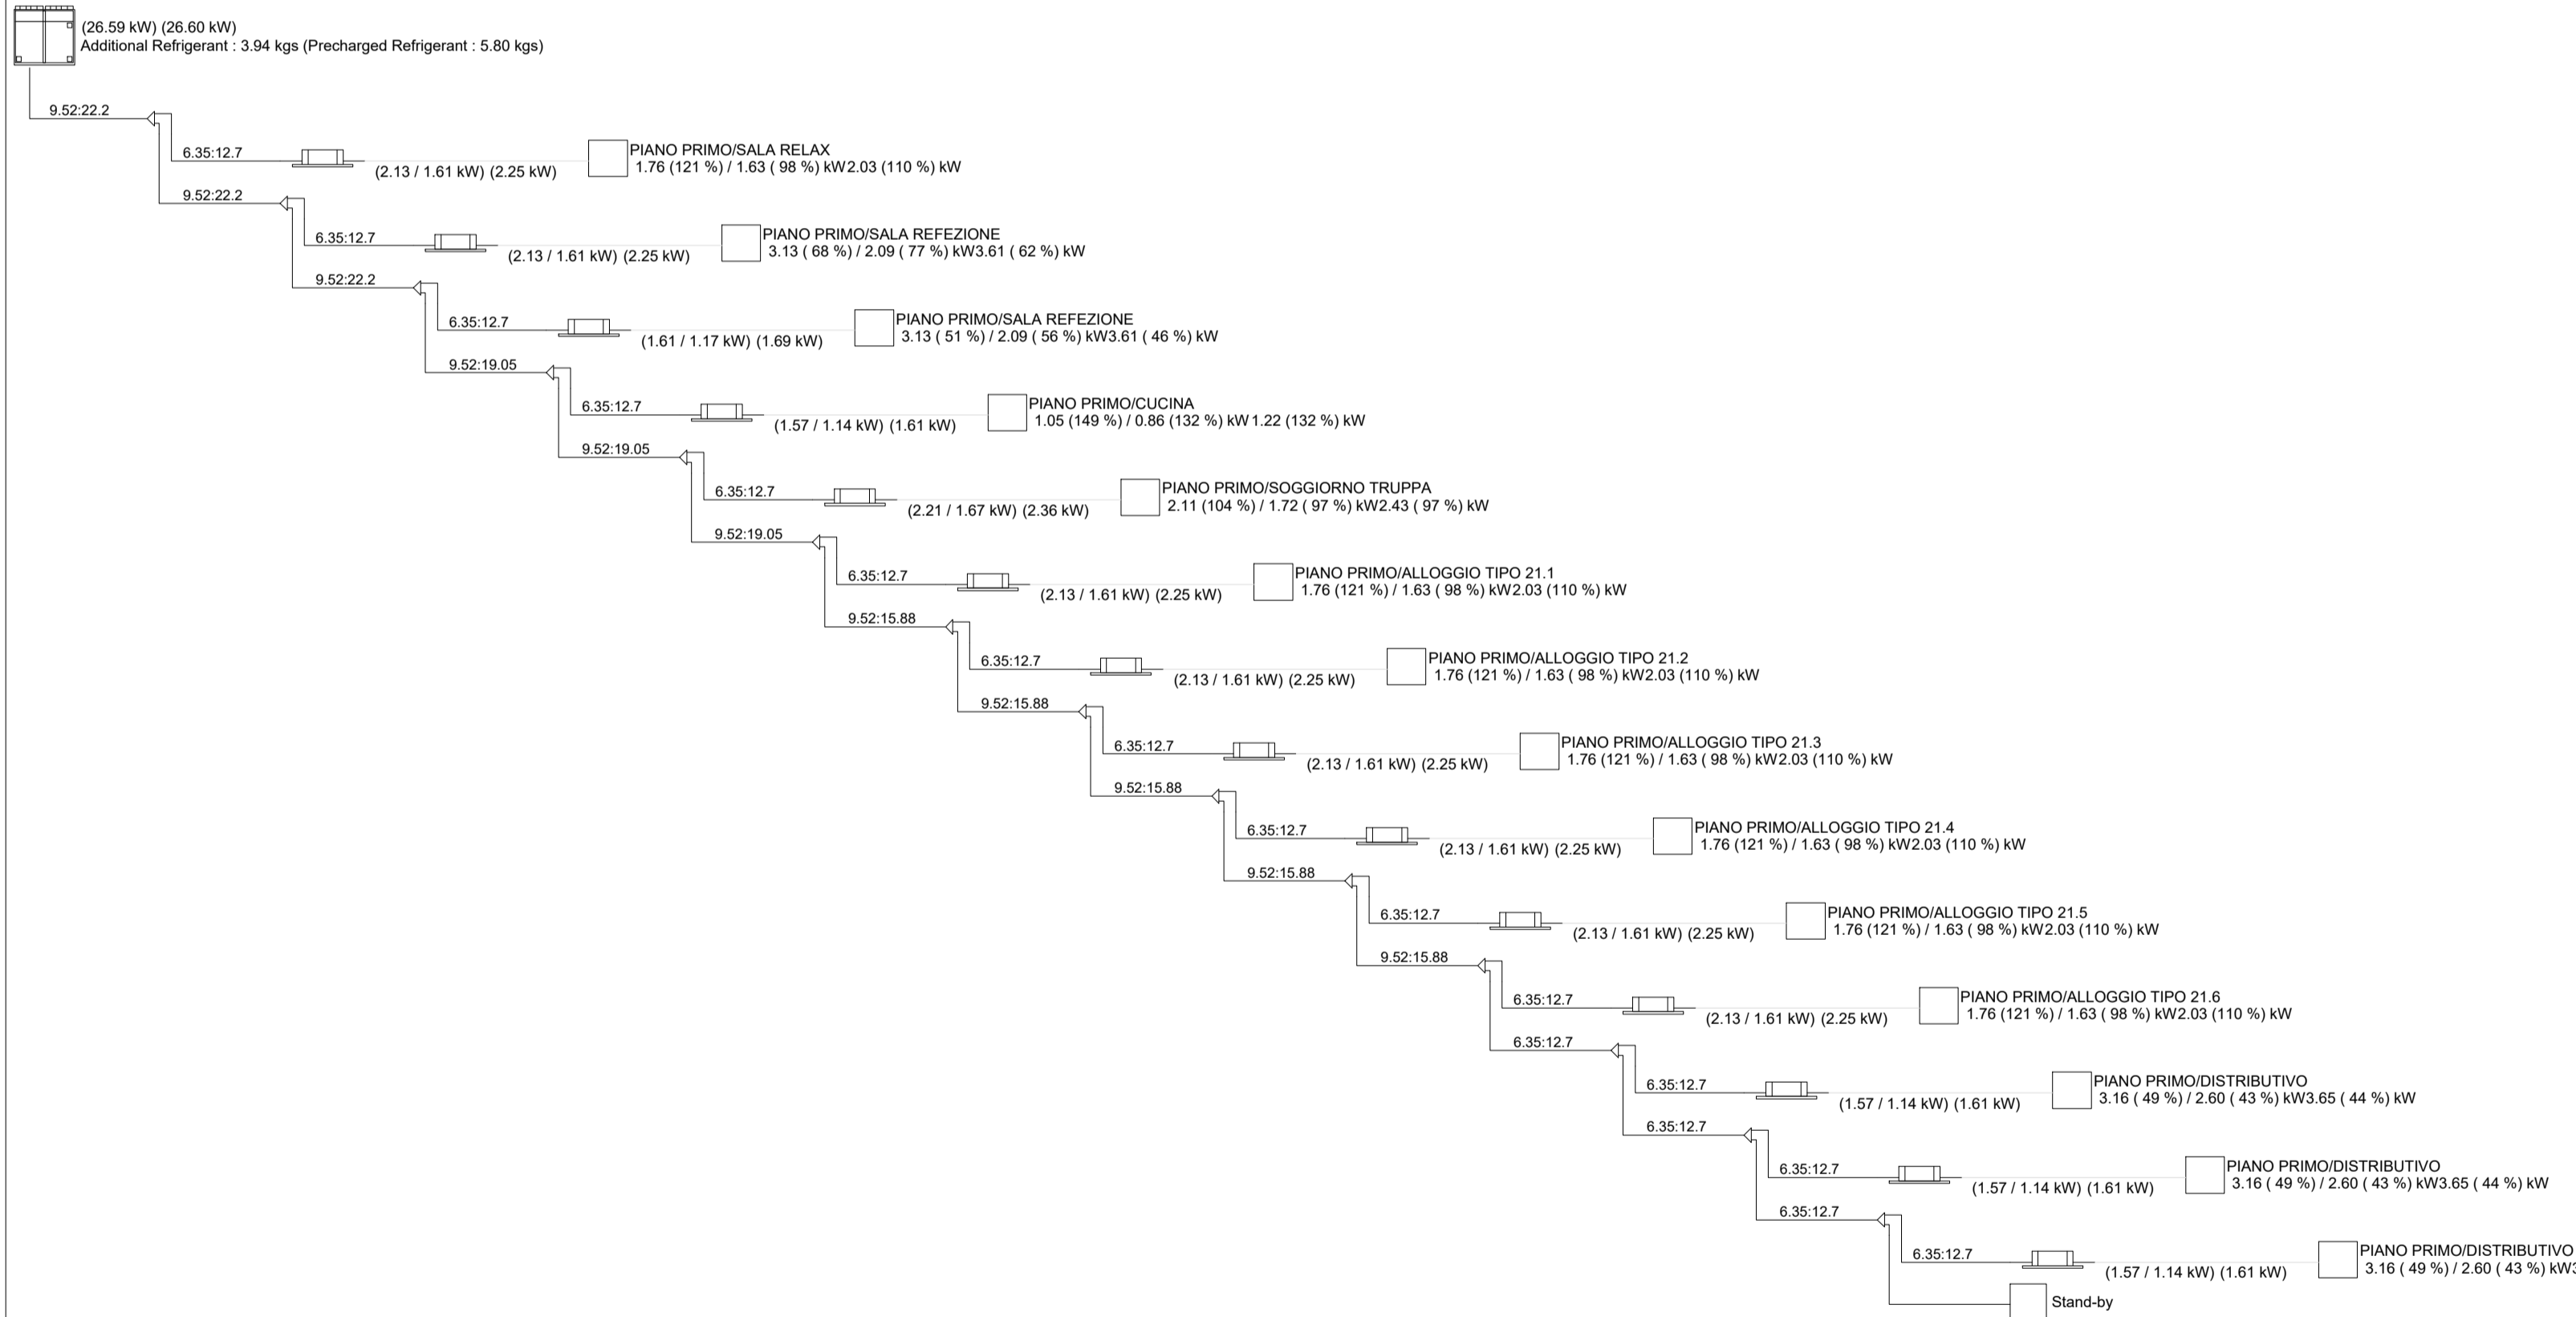 (26.59 kW) (26.60 kW)
Additional Refrigerant : 3.94 kgs (Precharged Refrigerant : 5.80 kgs)
9.52:22.2
6.35:12.7
(2.13 / 1.61 kW) (2.25 kW)
PIANO PRIMO/SALA RELAX
1.76 (121 %) / 1.63 ( 98 %) kW2.03 (110 %) kW
9.52:22.2
6.35:12.7
(2.13 / 1.61 kW) (2.25 kW)
PIANO PRIMO/SALA REFEZIONE
3.13 ( 68 %) / 2.09 ( 77 %) kW3.61 ( 62 %) kW
9.52:22.2
6.35:12.7
(1.61 / 1.17 kW) (1.69 kW)
PIANO PRIMO/SALA REFEZIONE
3.13 ( 51 %) / 2.09 ( 56 %) kW3.61 ( 46 %) kW
9.52:19.05
6.35:12.7
(1.57 / 1.14 kW) (1.61 kW)
PIANO PRIMO/CUCINA
1.05 (149 %) / 0.86 (132 %) kW1.22 (132 %) kW
9.52:19.05
6.35:12.7
(2.21 / 1.67 kW) (2.36 kW)
PIANO PRIMO/SOGGIORNO TRUPPA
2.11 (104 %) / 1.72 ( 97 %) kW2.43 ( 97 %) kW
9.52:19.05
6.35:12.7
(2.13 / 1.61 kW) (2.25 kW)
PIANO PRIMO/ALLOGGIO TIPO 21.1
1.76 (121 %) / 1.63 ( 98 %) kW2.03 (110 %) kW
9.52:15.88
6.35:12.7
(2.13 / 1.61 kW) (2.25 kW)
PIANO PRIMO/ALLOGGIO TIPO 21.2
1.76 (121 %) / 1.63 ( 98 %) kW2.03 (110 %) kW
9.52:15.88
6.35:12.7
(2.13 / 1.61 kW) (2.25 kW)
PIANO PRIMO/ALLOGGIO TIPO 21.3
1.76 (121 %) / 1.63 ( 98 %) kW2.03 (110 %) kW
9.52:15.88
6.35:12.7
(2.13 / 1.61 kW) (2.25 kW)
PIANO PRIMO/ALLOGGIO TIPO 21.4
1.76 (121 %) / 1.63 ( 98 %) kW2.03 (110 %) kW
9.52:15.88
6.35:12.7
(2.13 / 1.61 kW) (2.25 kW)
PIANO PRIMO/ALLOGGIO TIPO 21.5
1.76 (121 %) / 1.63 ( 98 %) kW2.03 (110 %) kW
9.52:15.88
6.35:12.7
(2.13 / 1.61 kW) (2.25 kW)
PIANO PRIMO/ALLOGGIO TIPO 21.6
1.76 (121 %) / 1.63 ( 98 %) kW2.03 (110 %) kW
6.35:12.7
6.35:12.7
(1.57 / 1.14 kW) (1.61 kW)
PIANO PRIMO/DISTRIBUTIVO
3.16 ( 49 %) / 2.60 ( 43 %) kW3.65 ( 44 %) kW
6.35:12.7
6.35:12.7
(1.57 / 1.14 kW) (1.61 kW)
PIANO PRIMO/DISTRIBUTIVO
3.16 ( 49 %) / 2.60 ( 43 %) kW3.65 ( 44 %) kW
6.35:12.7
6.35:12.7
(1.57 / 1.14 kW) (1.61 kW)
PIANO PRIMO/DISTRIBUTIVO
3.16 ( 49 %) / 2.60 ( 43 %) kW
Stand-by